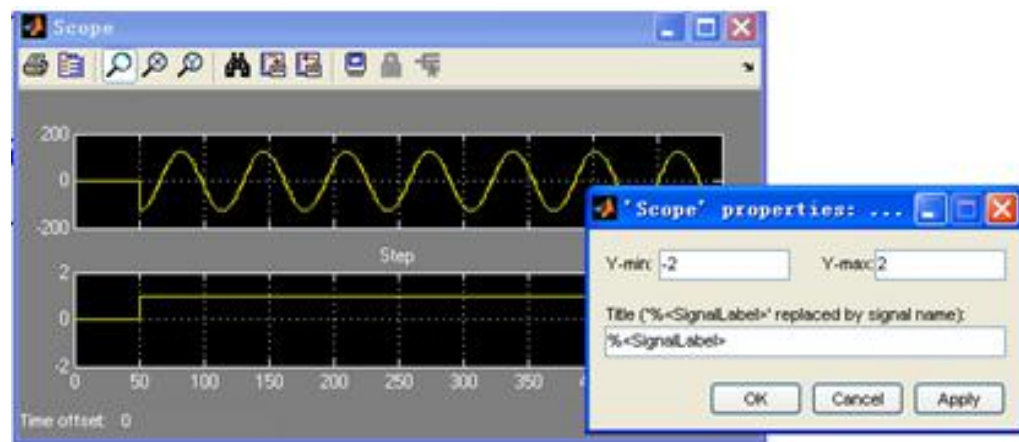 Scope
200
0
-200
Step
2
0
-2
0 50 100 150 200 250 300 350
Time offset: 0
'Scope' properties: ...
Y-min: -2 Y-max: 2
Title ('%<SignalLabel>' replaced by signal name):
%<SignalLabel>
OK Cancel Apply